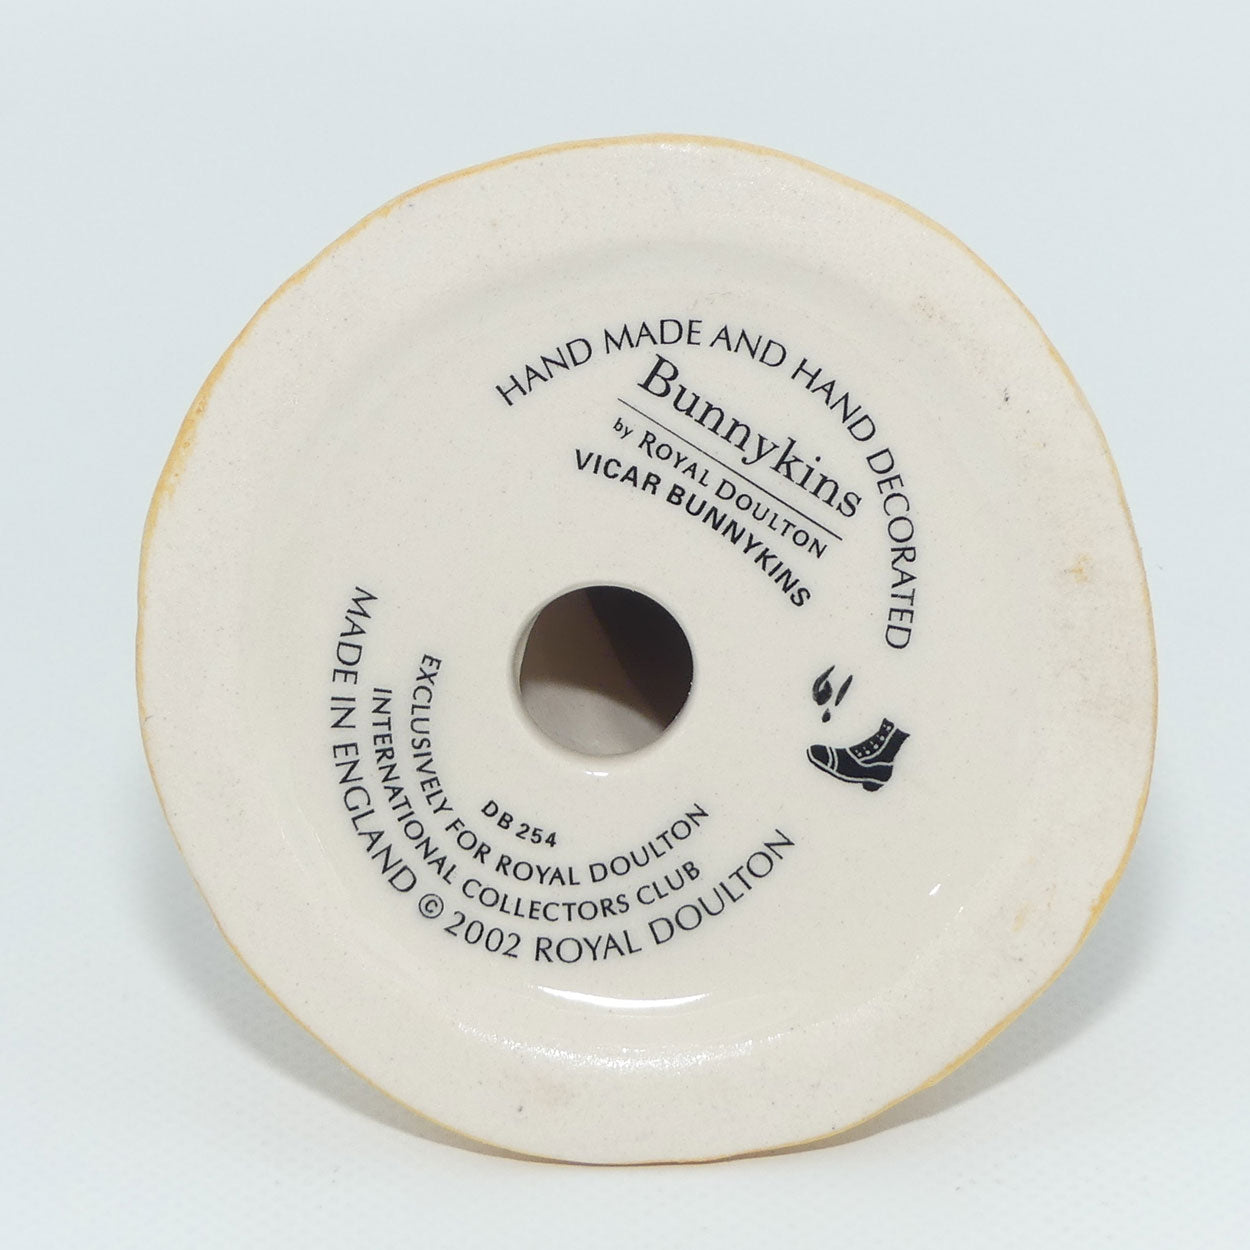 HAND MADE AND HAND DECORATED
Bunnykins
by ROYAL DOULTON
VICAR BUNNYKINS
DB 254
EXCLUSIVELY FOR ROYAL DOULTON
INTERNATIONAL COLLECTORS CLUB
MADE IN ENGLAND © 2002 ROYAL DOULTON